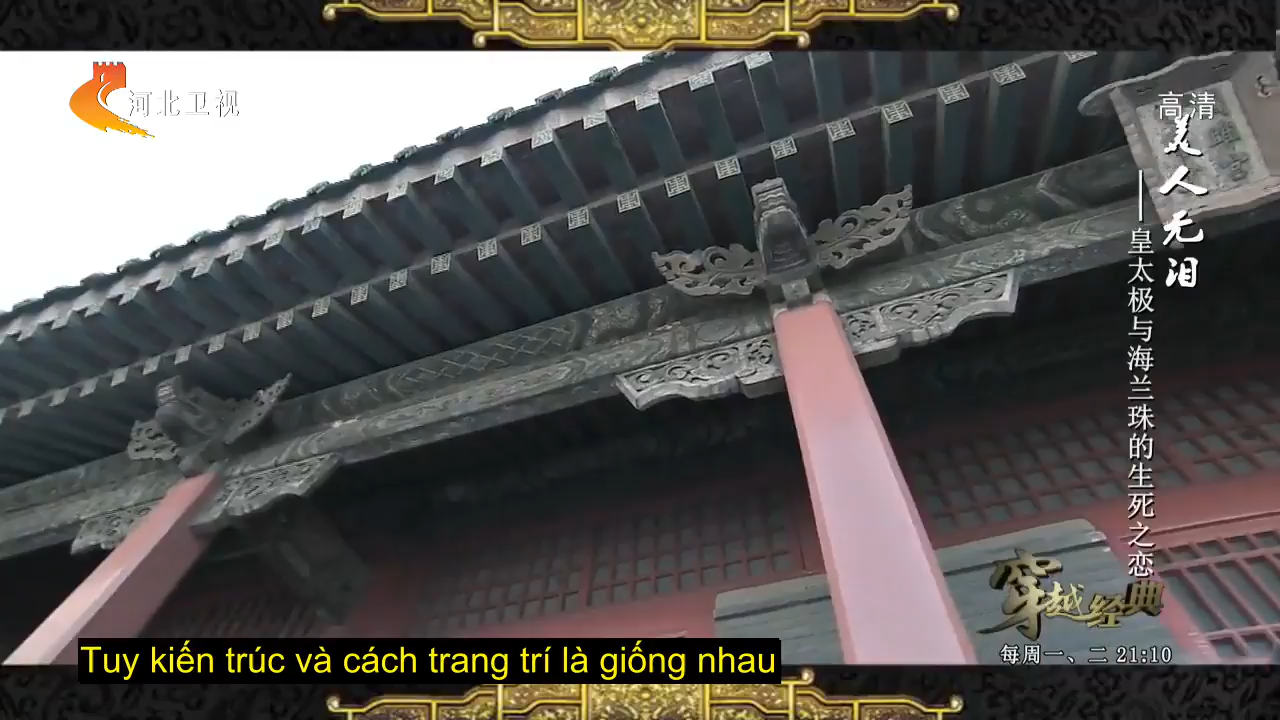 河北卫视
高清
美人无泪
——皇太极与海兰珠的生死之恋
穿越经典
每周一、二 21:10
Tuy kiến trúc và cách trang trí là giống nhau